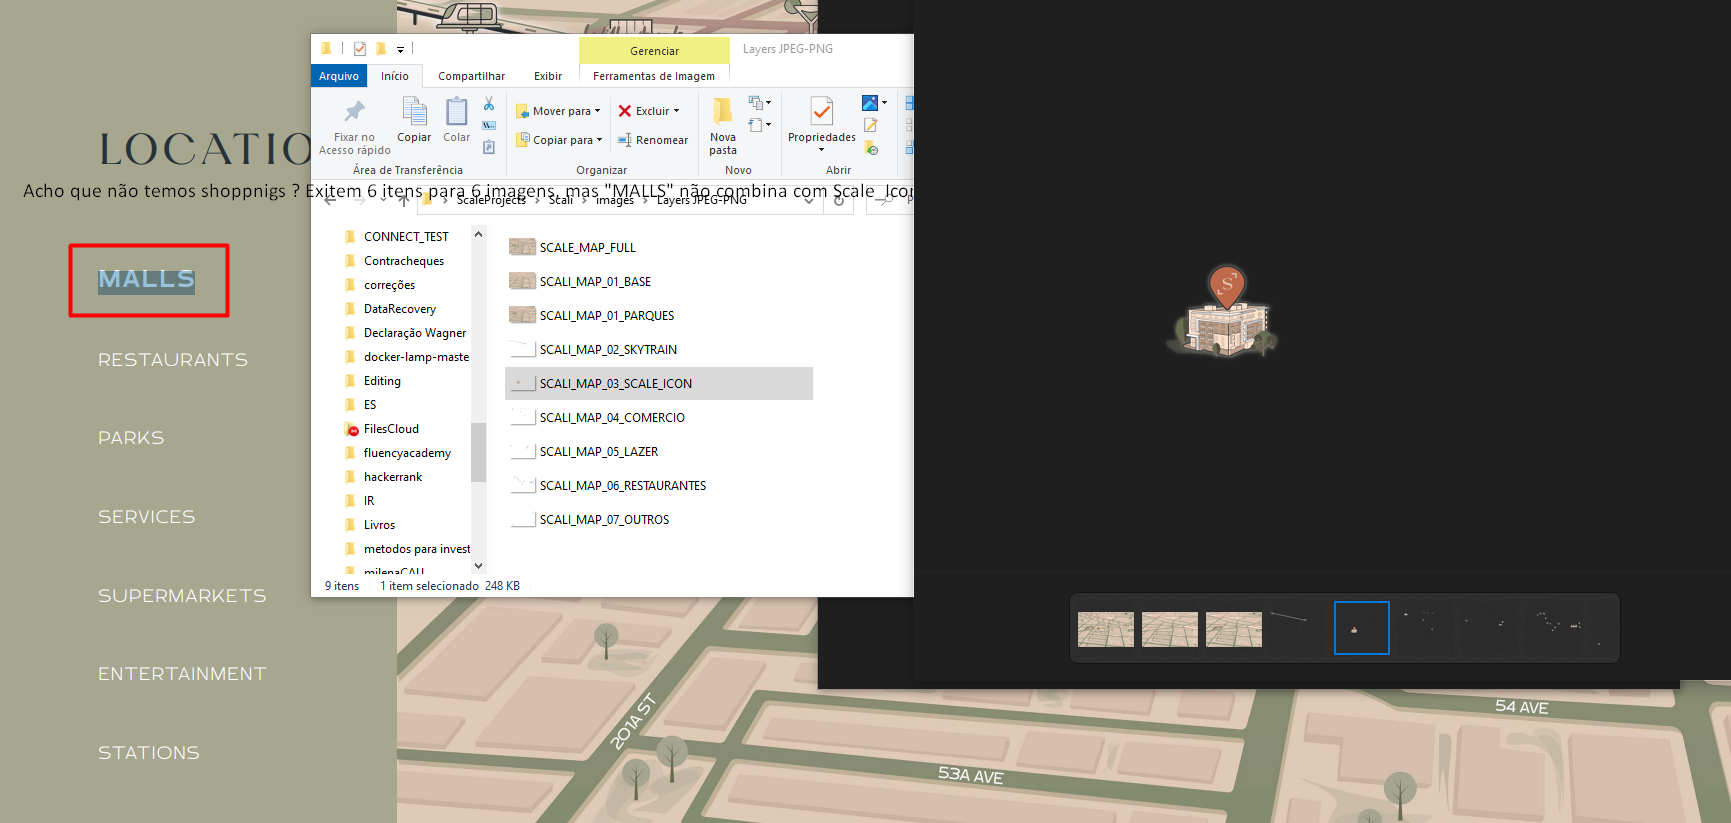 Gerenciar
Layers JPEG-PNG
Arquivo
Início
Compartilhar
Exibir
Ferramentas de Imagem
Fixar no
Acesso rápido
Copiar
Colar
Mover para
Copiar para
Excluir
Renomear
Nova
pasta
Propriedades
Área de Transferência
Organizar
Novo
Abrir
LOCATIO
Acho que não temos shoppnigs ? Exitem 6 itens para 6 imagens, mas "MALLS" não combina com Scale_Icon
ScaleProjects
Scali
images
Layers JPEG-PNG
P
MALLS
RESTAURANTS
PARKS
SERVICES
SUPERMARKETS
ENTERTAINMENT
STATIONS
CONNECT_TEST
Contracheques
correções
DataRecovery
Declaração Wagner
docker-lamp-maste
Editing
ES
FilesCloud
fluencyacademy
hackerrank
IR
Livros
metodos para invest
milenaCAU
SCALE_MAP_FULL
SCALI_MAP_01_BASE
SCALI_MAP_01_PARQUES
SCALI_MAP_02_SKYTRAIN
SCALI_MAP_03_SCALE_ICON
SCALI_MAP_04_COMERCIO
SCALI_MAP_05_LAZER
SCALI_MAP_06_RESTAURANTES
SCALI_MAP_07_OUTROS
9 itens
1 item selecionado 248 KB
S
201A ST
53A AVE
54 AVE